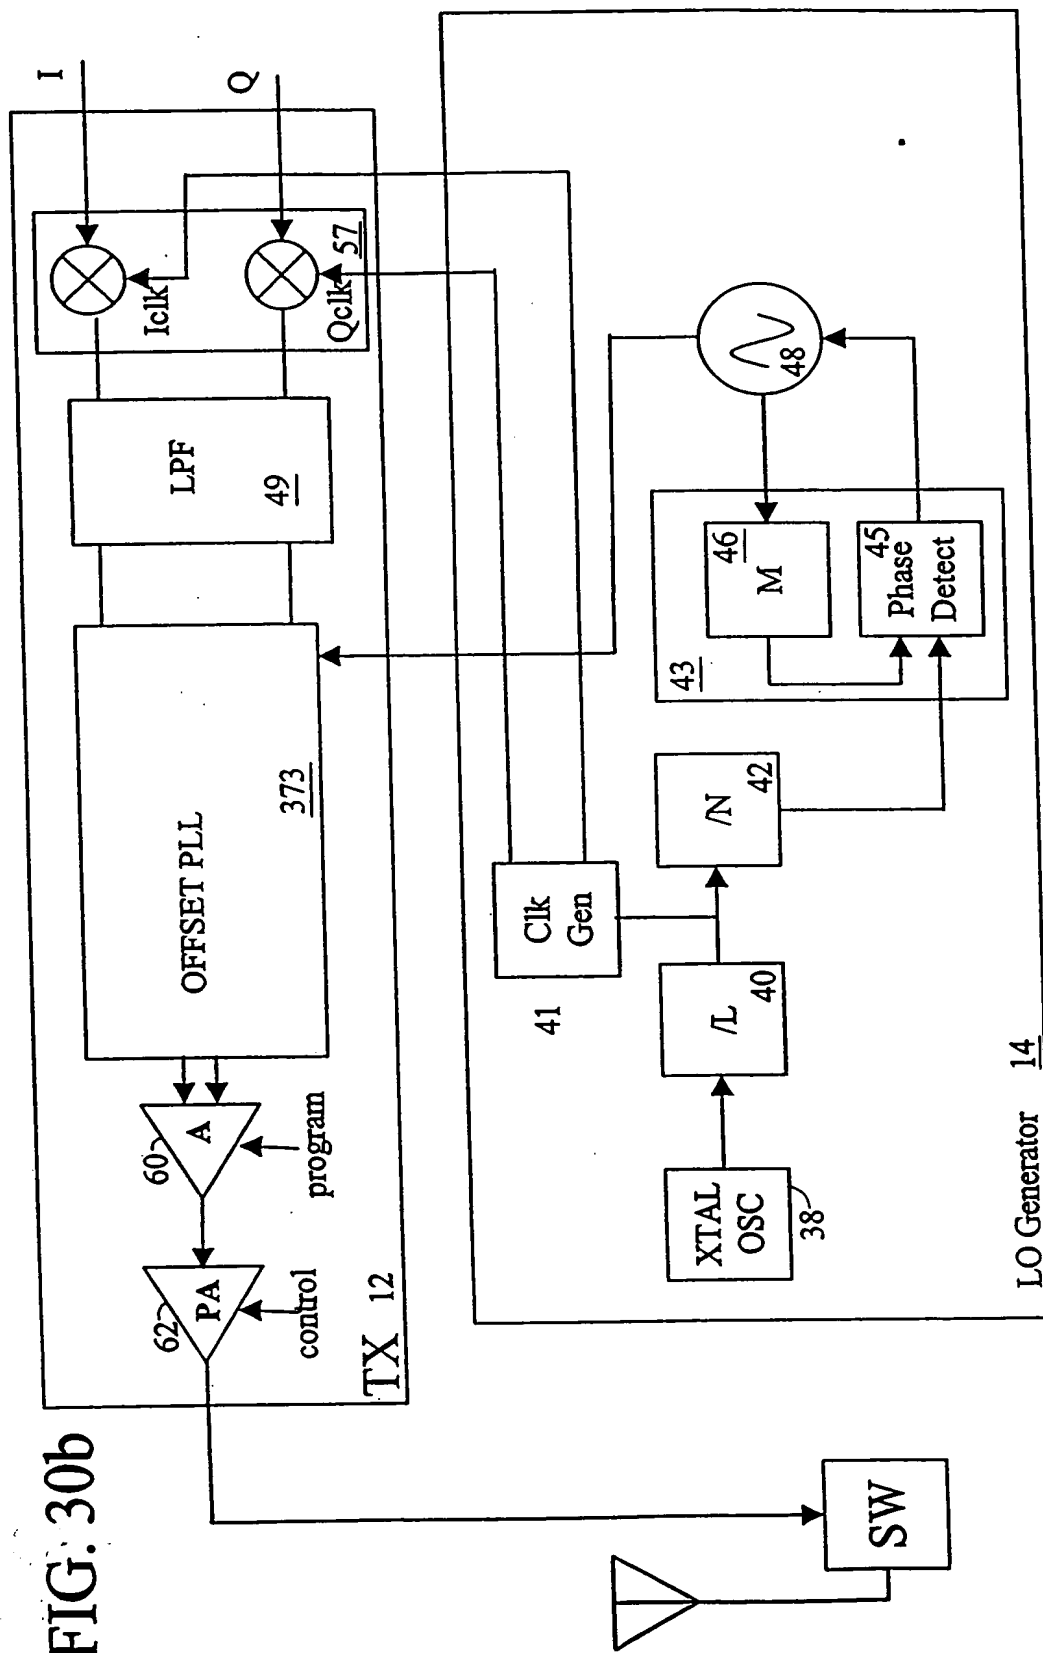 FIG. 30b
I
Q
Iclk
Qclk
57
LPF
49
OFFSET PLL
373
A
60
program
PA
62
control
TX 12
48
46
M
45
Phase
Detect
43
/N
42
Clk
Gen
41
/L
40
XTAL
OSC
38
LO Generator 14
SW